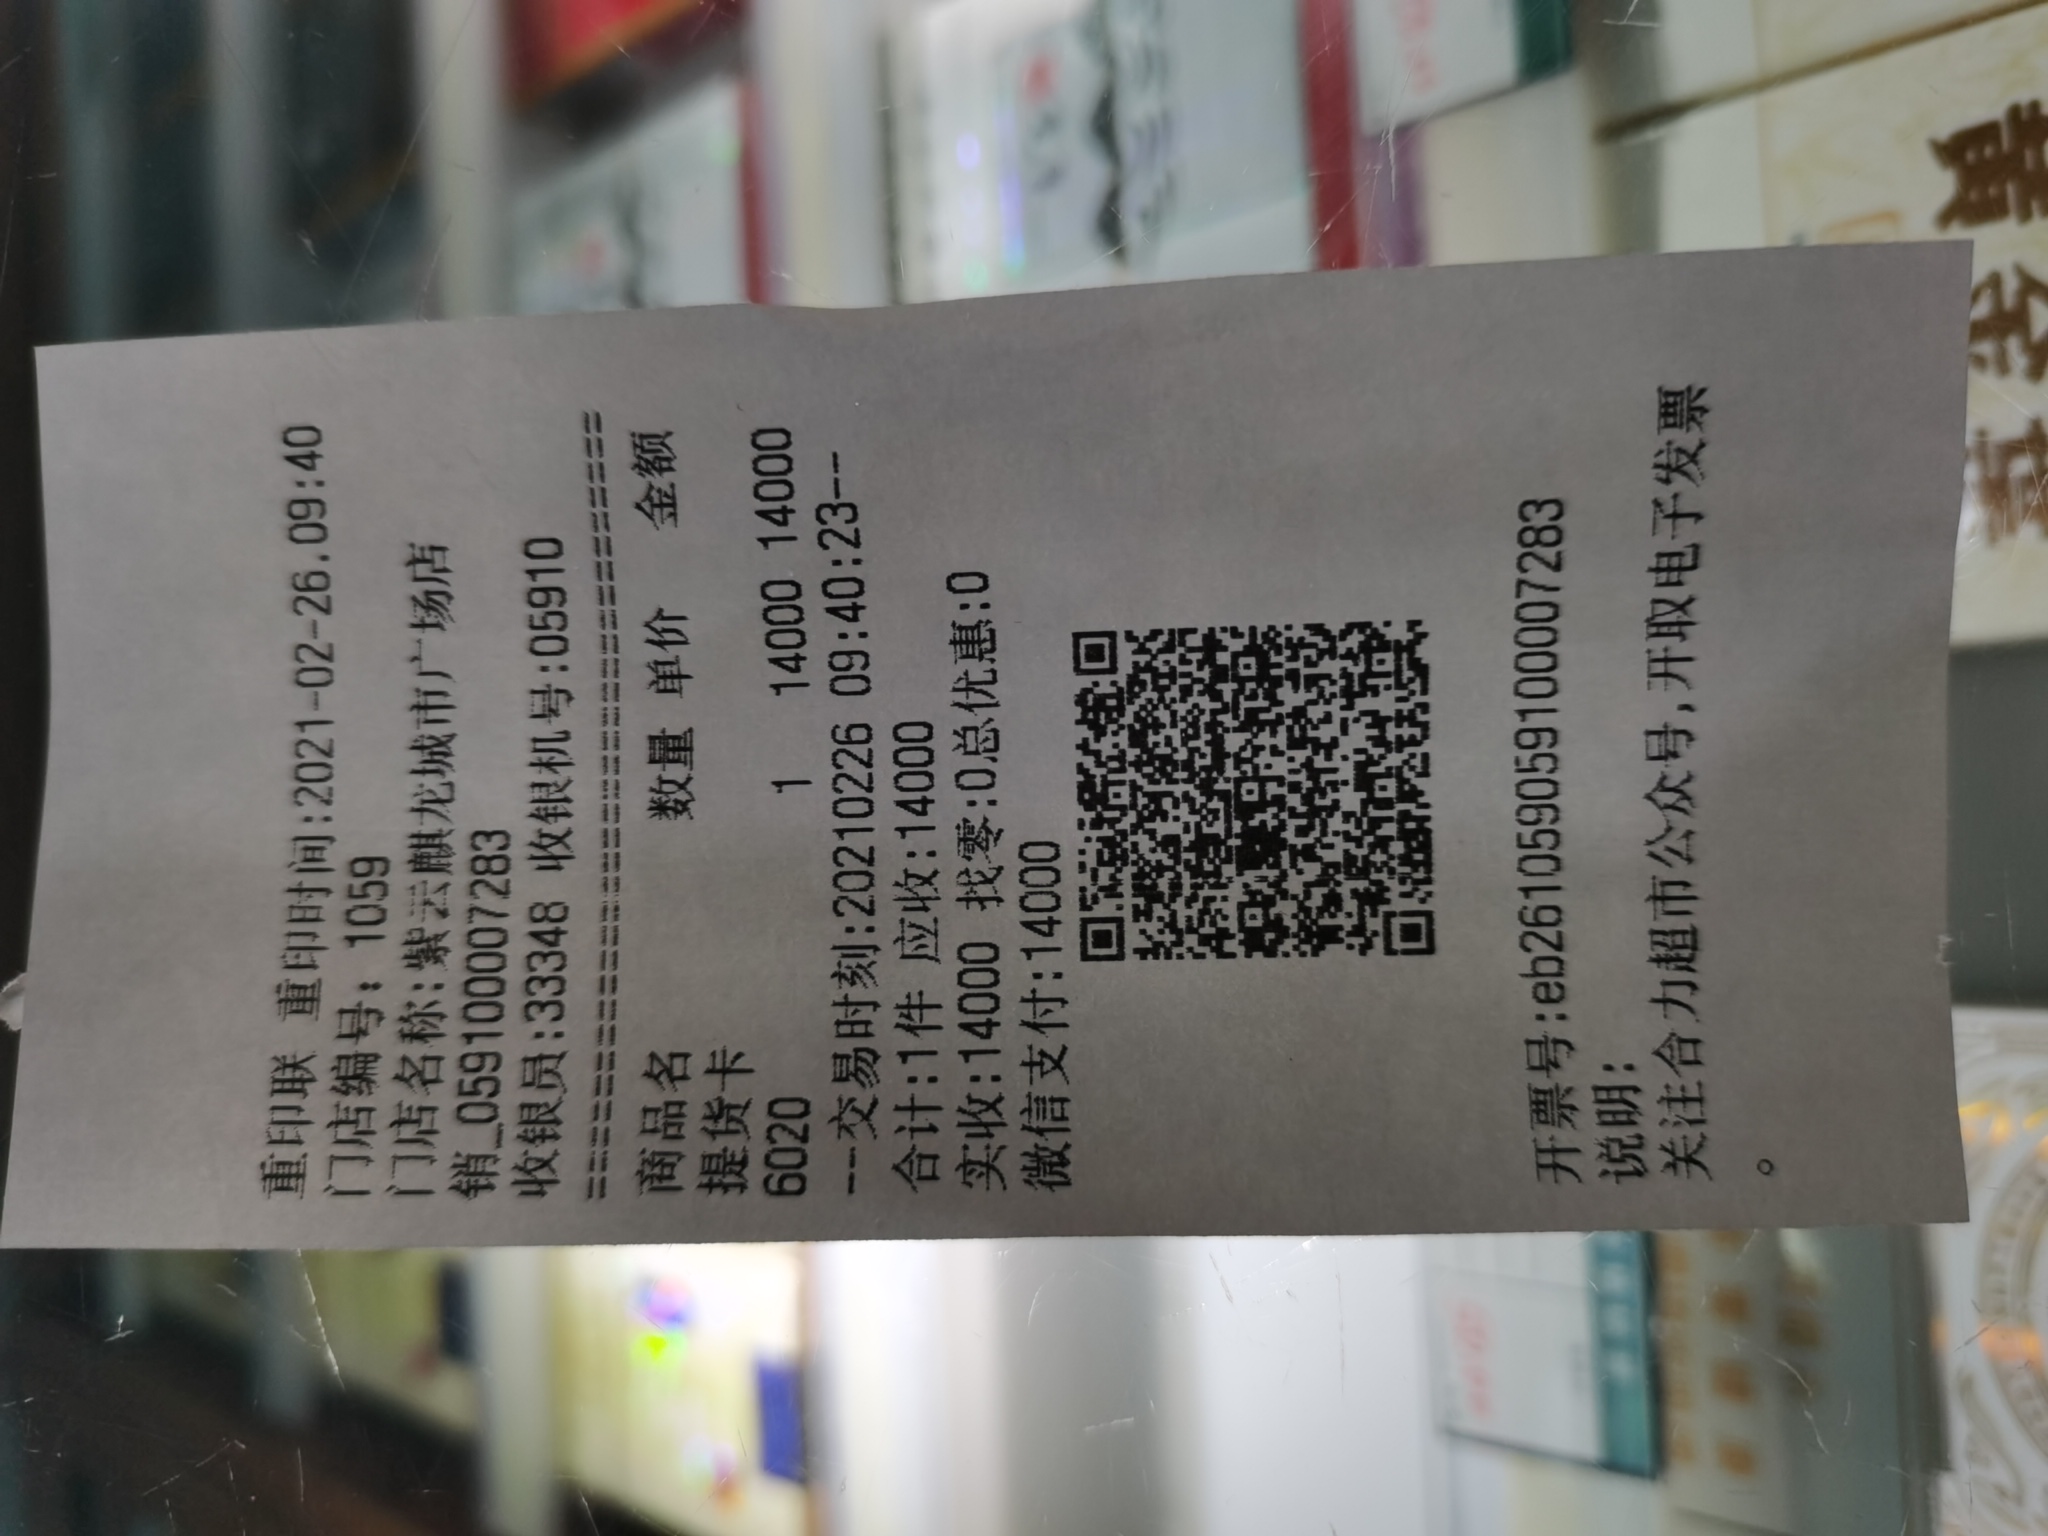 重印联 重印时间:2021-02-26.09:40
门店编号: 1059
门店名称:紫云麒龙城市广场店
销_0591000007283
收银员:33348 收银机号:05910
==========================================
商品名 数量 单价 金额
提货卡
6020 1 14000 14000
---交易时刻:20210226 09:40:23--
合计:1件 应收:14000
实收:14000 找零:0总优惠:0
微信支付:14000
开票号:eb2610590591000007283
说明:
关注合力超市公众号,开取电子发票
。